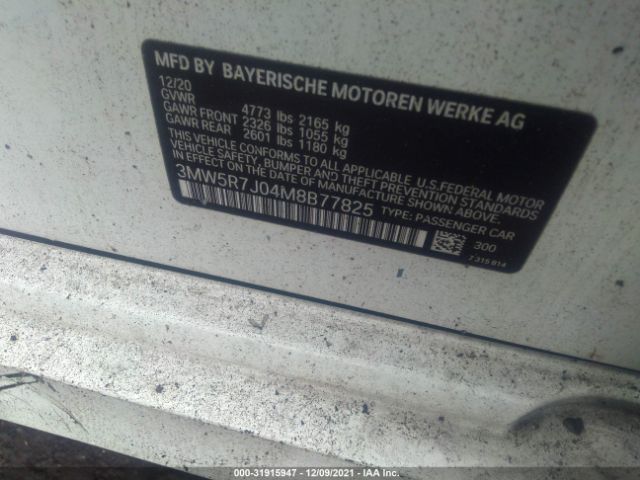 MFD BY BAYERISCHE MOTOREN WERKE AG
12/20
GVWR 4773 lbs 2165 kg
GAWR FRONT 2326 lbs 1055 kg
GAWR REAR 2601 lbs 1180 kg
THIS VEHICLE CONFORMS TO ALL APPLICABLE U.S.FEDERAL MOTOR
VEHICLE SAFETY, BUMPER AND THEFT PREVENTION STANDARDS
IN EFFECT ON THE DATE OF MANUFACTURE SHOWN ABOVE.
3MW5R7J04M8B77825 TYPE: PASSENGER CAR
300
7 315 814
000-31915947 - 12/09/2021 - IAA Inc.